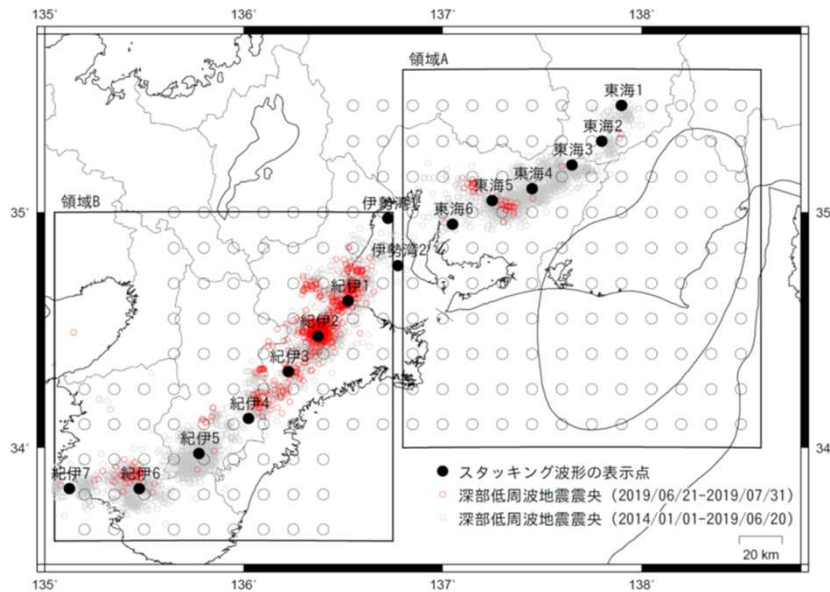 135° 136° 137° 138°
領域A
東海1
東海2
東海3
東海4
東海5
東海6
35° 35°
領域B
伊勢湾1
伊勢湾2
紀伊1
紀伊2
紀伊3
紀伊4
紀伊5
紀伊6
紀伊7
34° 34°
スタッキング波形の表示点
深部低周波地震震央 (2019/06/21-2019/07/31)
深部低周波地震震央 (2014/01/01-2019/06/20)
20 km
135° 136° 137° 138°